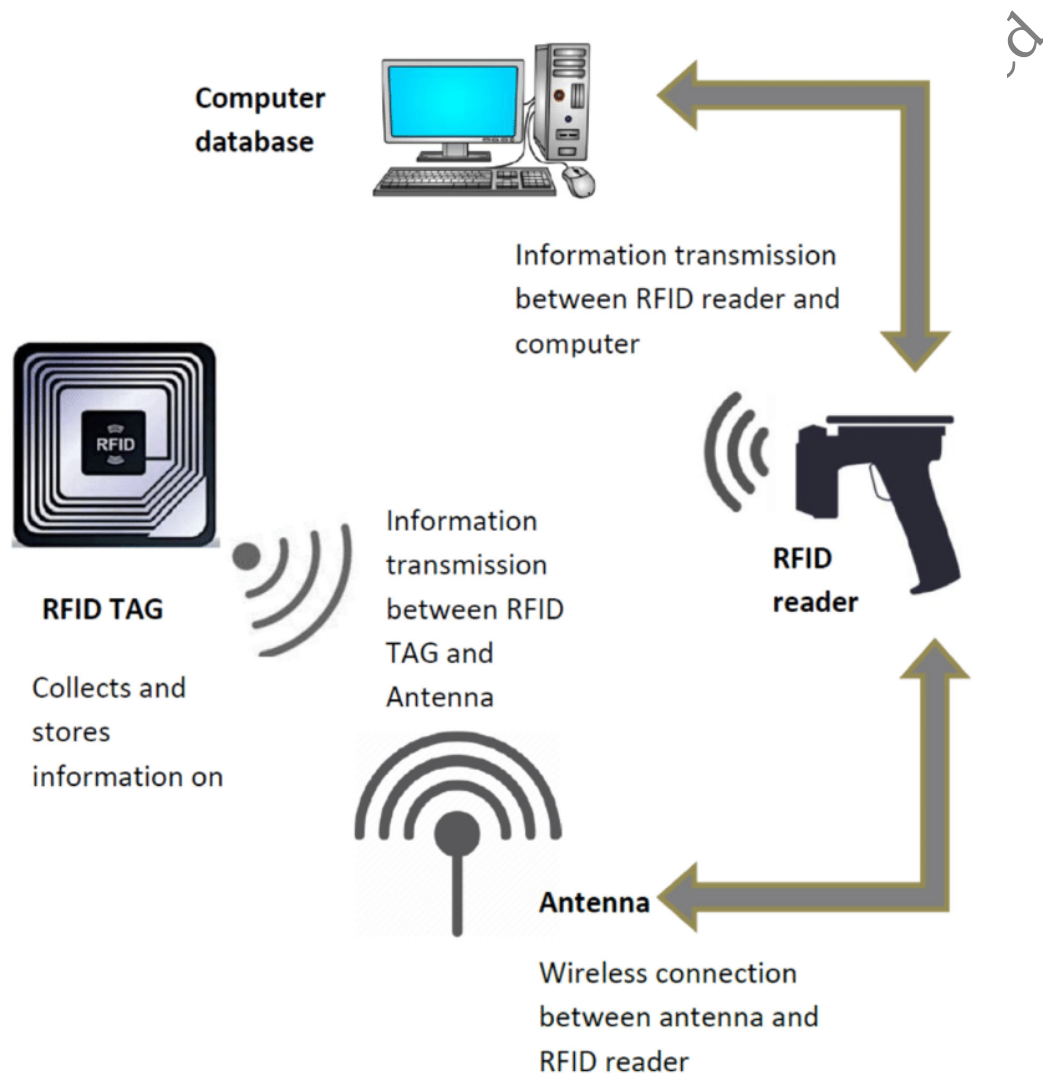 Computer
database
Information transmission
between RFID reader and
computer
RFID
RFID TAG
Collects and
stores
information on
Information
transmission
between RFID
TAG and
Antenna
RFID
reader
Antenna
Wireless connection
between antenna and
RFID reader